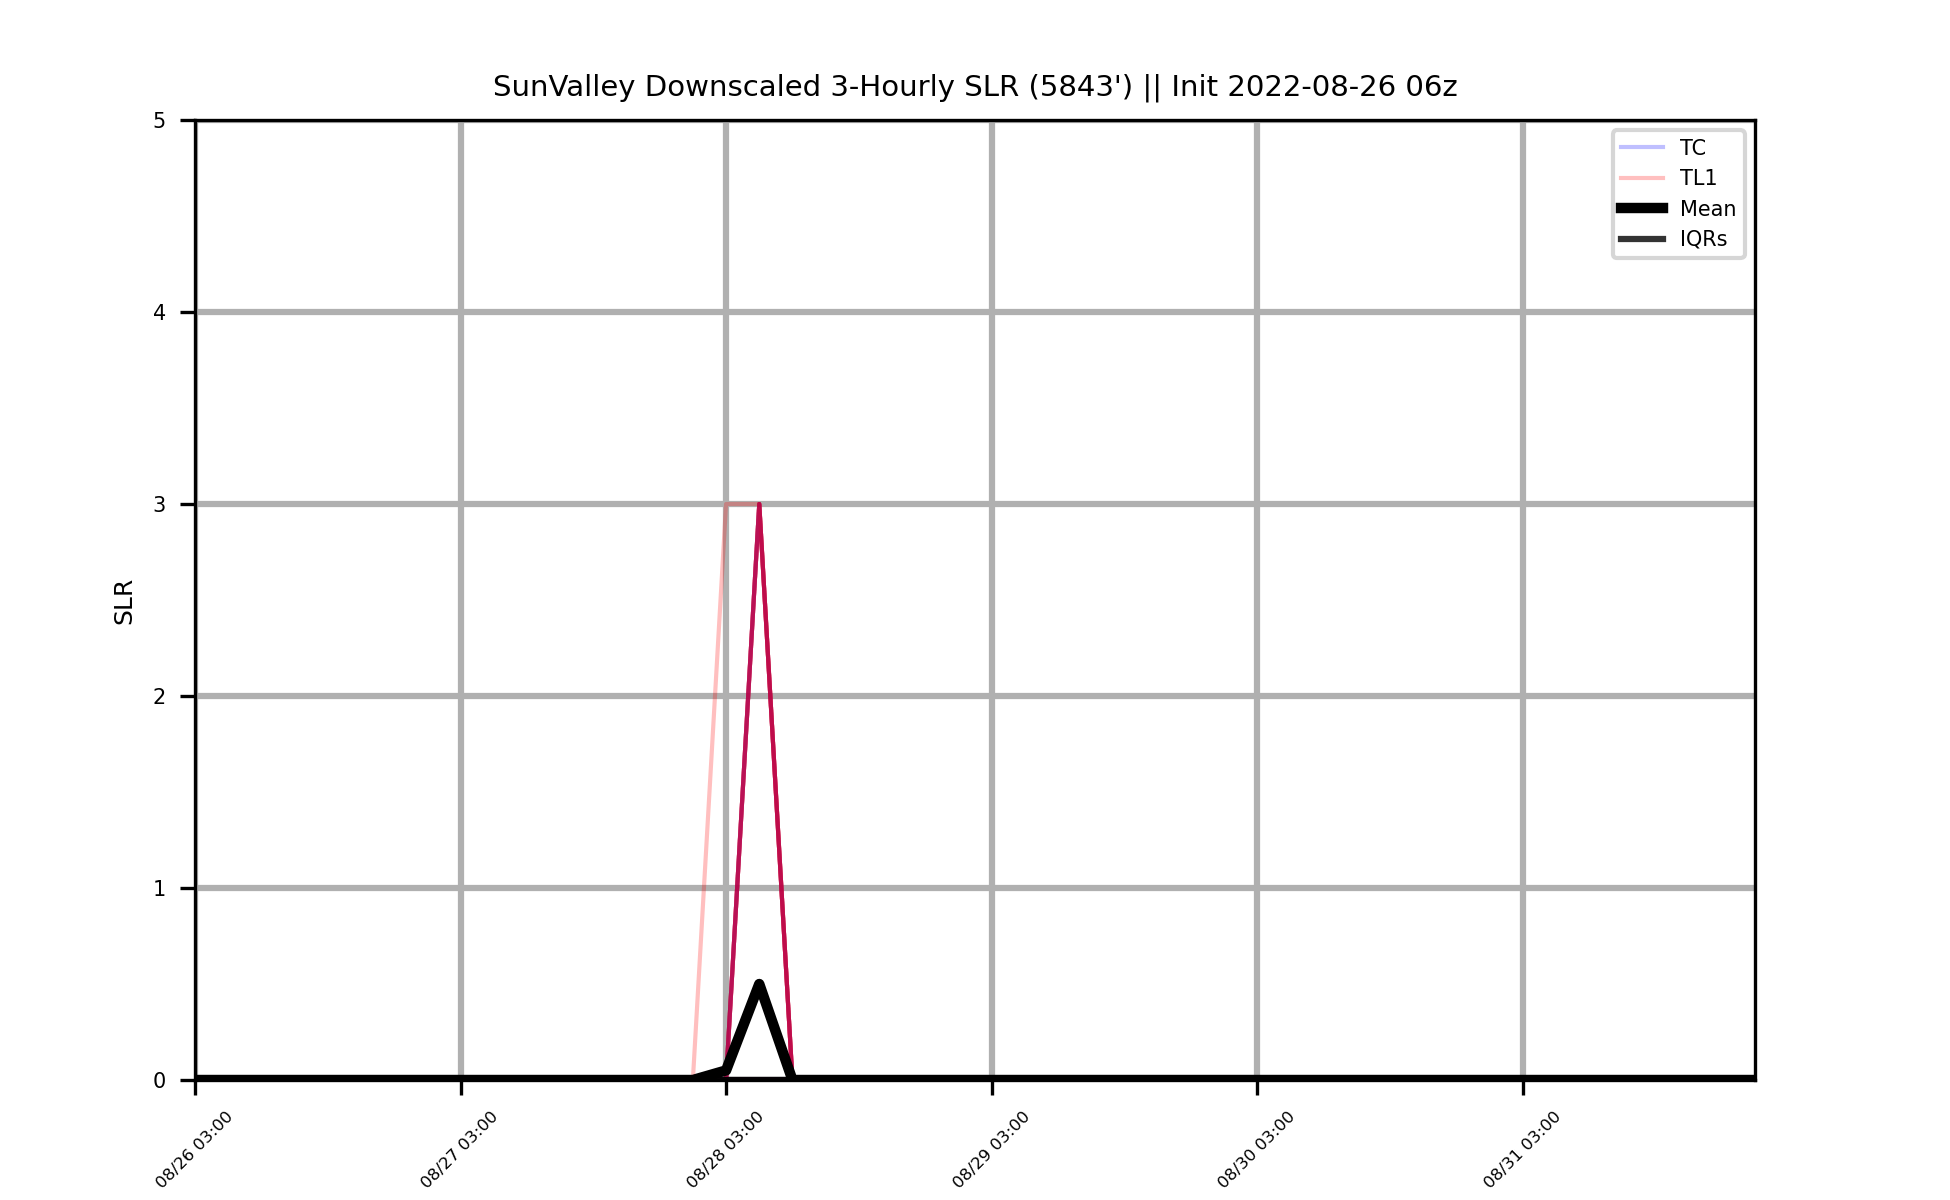 SunValley Downscaled 3-Hourly SLR (5843') || Init 2022-08-26 06z
5
4
3
2
1
0
SLR
TC
TL1
Mean
IQRs
08/26 03:00
08/27 03:00
08/28 03:00
08/29 03:00
08/30 03:00
08/31 03:00